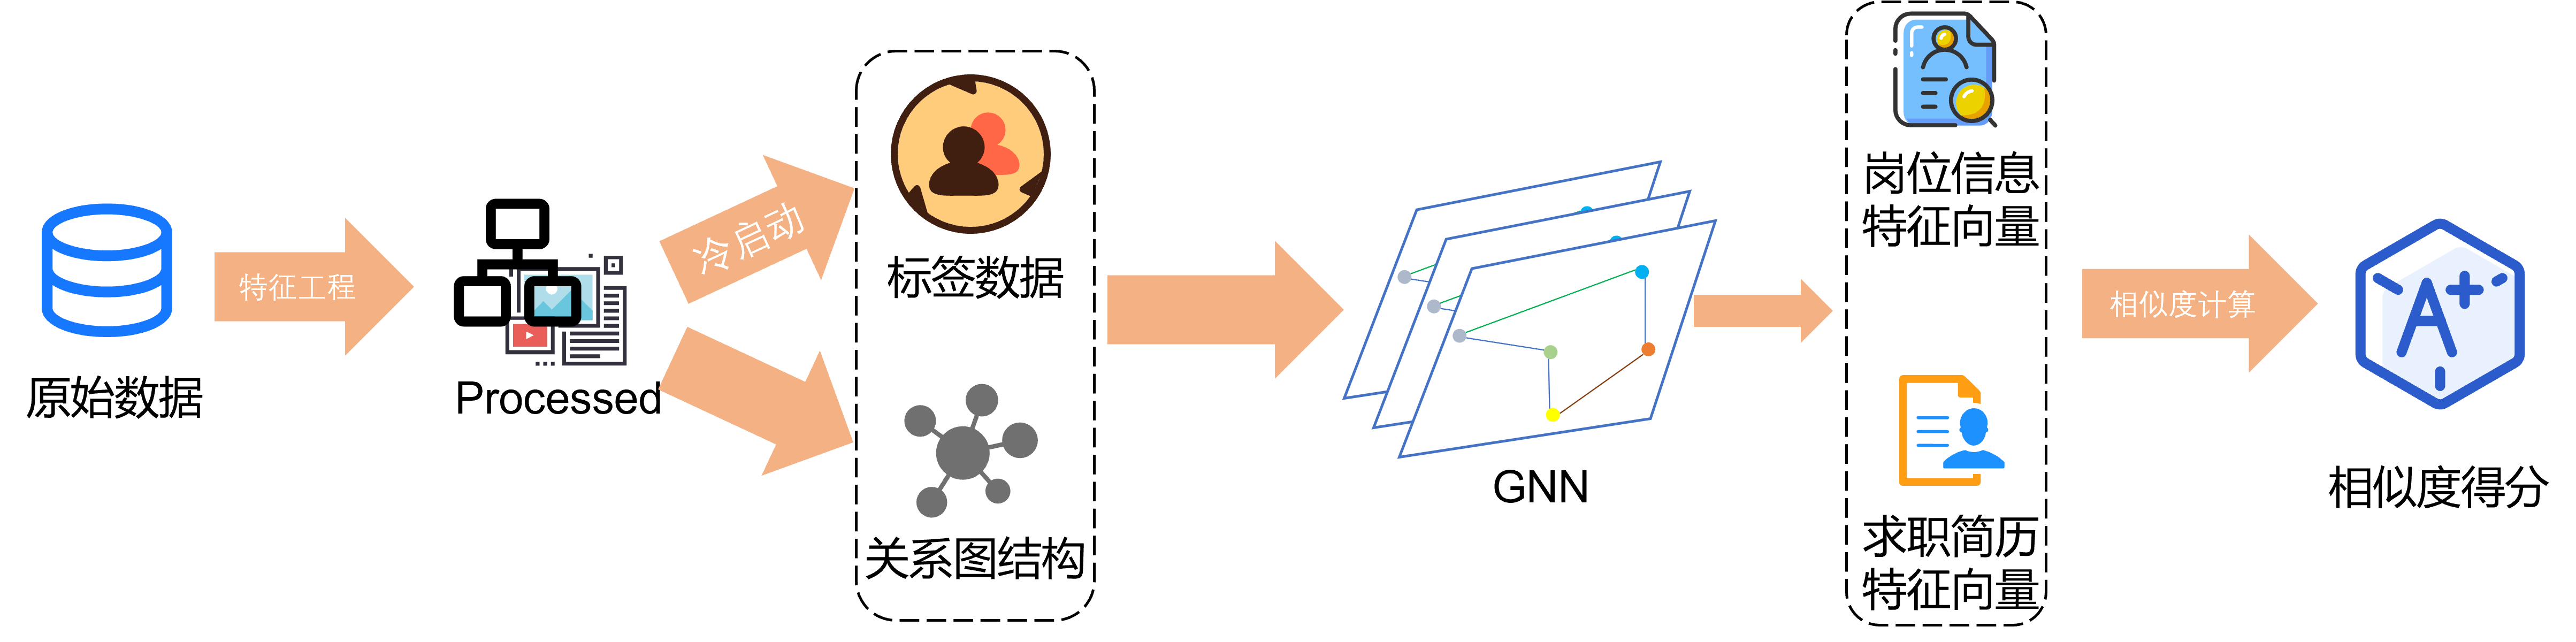 原始数据
特征工程
Processed
冷启动
标签数据
关系图结构
GNN
岗位信息
特征向量
求职简历
特征向量
相似度计算
A+
相似度得分